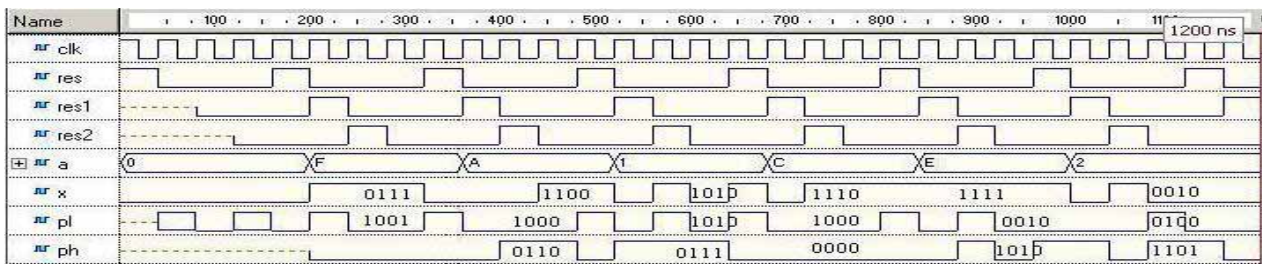 Name 100 200 300 400 500 600 700 800 900 1000
1200 ns
clk
res
res1
res2
a 0 F A 1 C E 2
x 0111 1100 1010 1110 1111 0010
pl 1001 1000 1010 1000 0010 0100
ph 0110 0111 0000 1010 1101